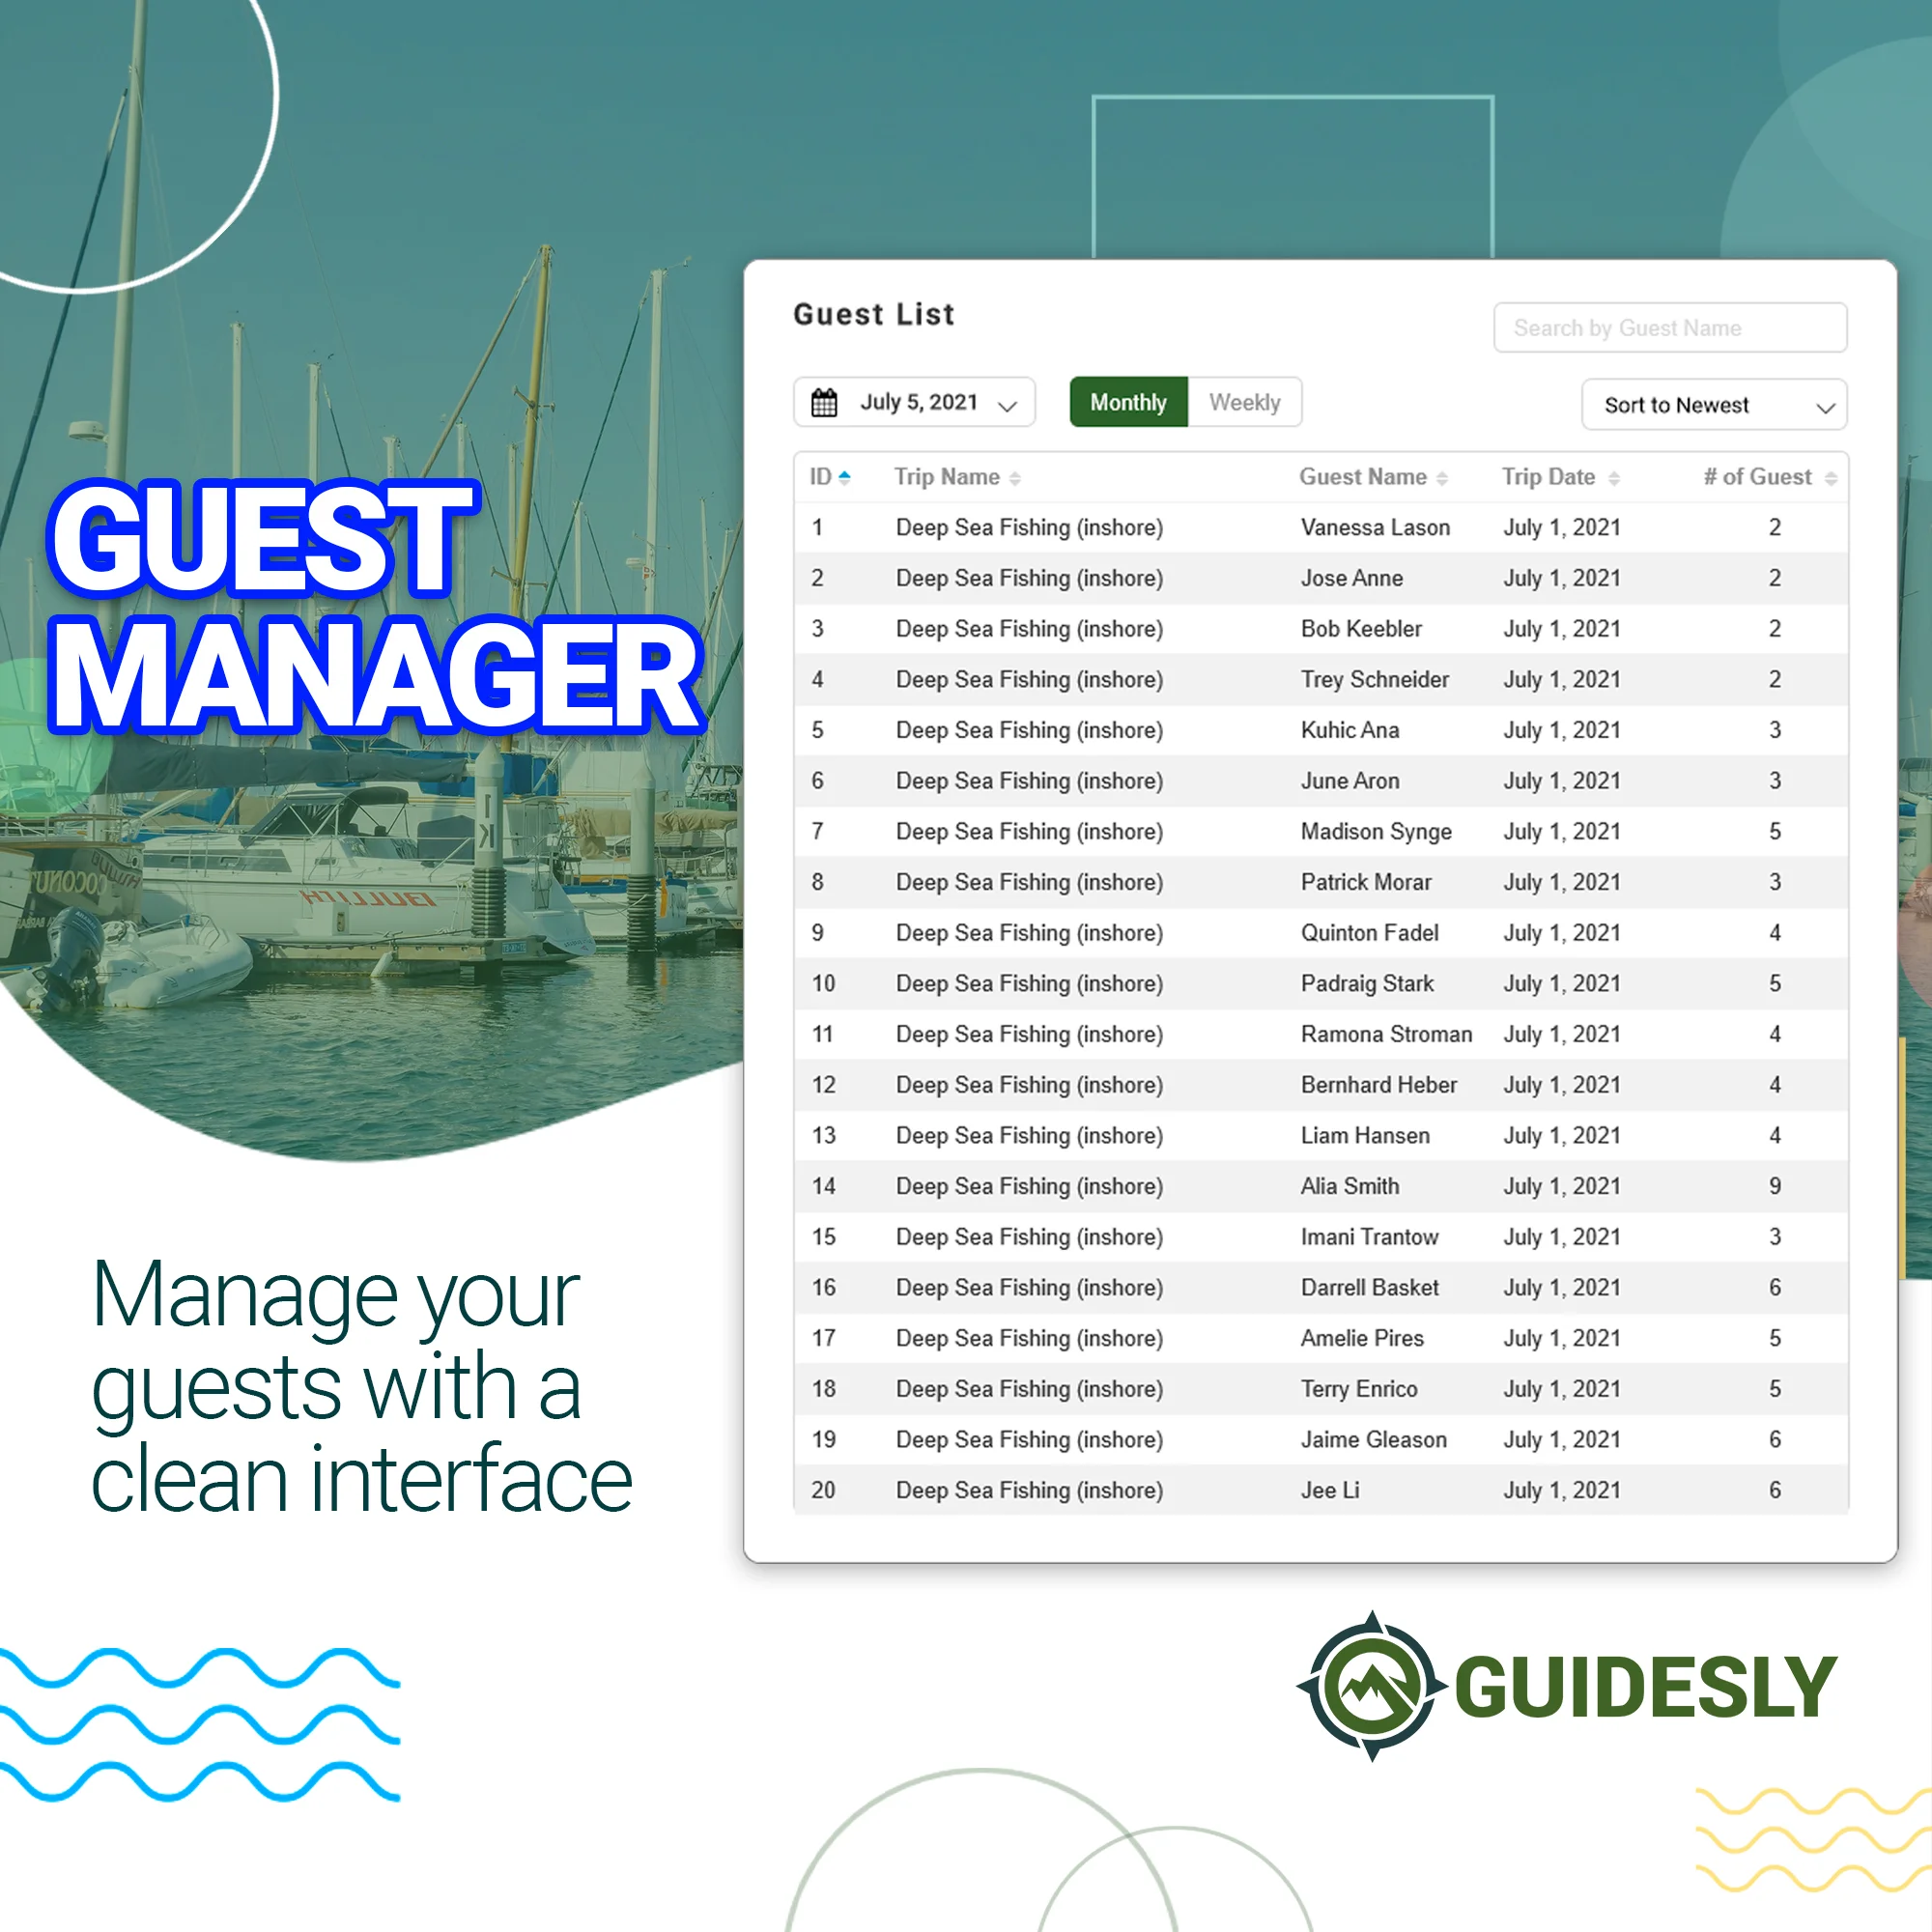 GUEST
MANAGER
Manage your
guests with a
clean interface
Guest List
Search by Guest Name
July 5, 2021 Monthly Weekly Sort to Newest
ID Trip Name Guest Name Trip Date # of Guest
1 Deep Sea Fishing (inshore) Vanessa Lason July 1, 2021 2
2 Deep Sea Fishing (inshore) Jose Anne July 1, 2021 2
3 Deep Sea Fishing (inshore) Bob Keebler July 1, 2021 2
4 Deep Sea Fishing (inshore) Trey Schneider July 1, 2021 2
5 Deep Sea Fishing (inshore) Kuhic Ana July 1, 2021 3
6 Deep Sea Fishing (inshore) June Aron July 1, 2021 3
7 Deep Sea Fishing (inshore) Madison Synge July 1, 2021 5
8 Deep Sea Fishing (inshore) Patrick Morar July 1, 2021 3
9 Deep Sea Fishing (inshore) Quinton Fadel July 1, 2021 4
10 Deep Sea Fishing (inshore) Padraig Stark July 1, 2021 5
11 Deep Sea Fishing (inshore) Ramona Stroman July 1, 2021 4
12 Deep Sea Fishing (inshore) Bernhard Heber July 1, 2021 4
13 Deep Sea Fishing (inshore) Liam Hansen July 1, 2021 4
14 Deep Sea Fishing (inshore) Alia Smith July 1, 2021 9
15 Deep Sea Fishing (inshore) Imani Trantow July 1, 2021 3
16 Deep Sea Fishing (inshore) Darrell Basket July 1, 2021 6
17 Deep Sea Fishing (inshore) Amelie Pires July 1, 2021 5
18 Deep Sea Fishing (inshore) Terry Enrico July 1, 2021 5
19 Deep Sea Fishing (inshore) Jaime Gleason July 1, 2021 6
20 Deep Sea Fishing (inshore) Jee Li July 1, 2021 6
GUIDESLY